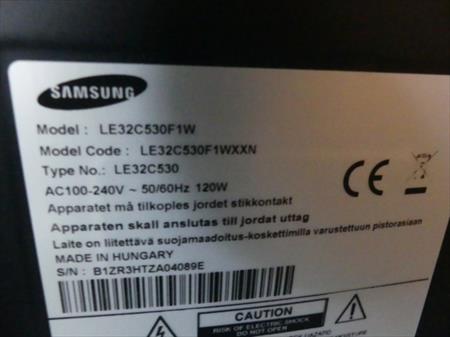 SAMSUNG
Model : LE32C530F1W
Model Code : LE32C530F1WXXN
Type No.: LE32C530
AC100-240V ~ 50/60Hz 120W
Apparatet må tilkoples jordet stikkontakt
Apparaten skall anslutas till jordat uttag
Laite on liitettävä suojamaadoitus-koskettimilla varustettuun pistorasiaan
MADE IN HUNGARY
S/N : B1ZR3HTZA04089E
CE
CAUTION
RISK OF ELECTRIC SHOCK
DO NOT OPEN